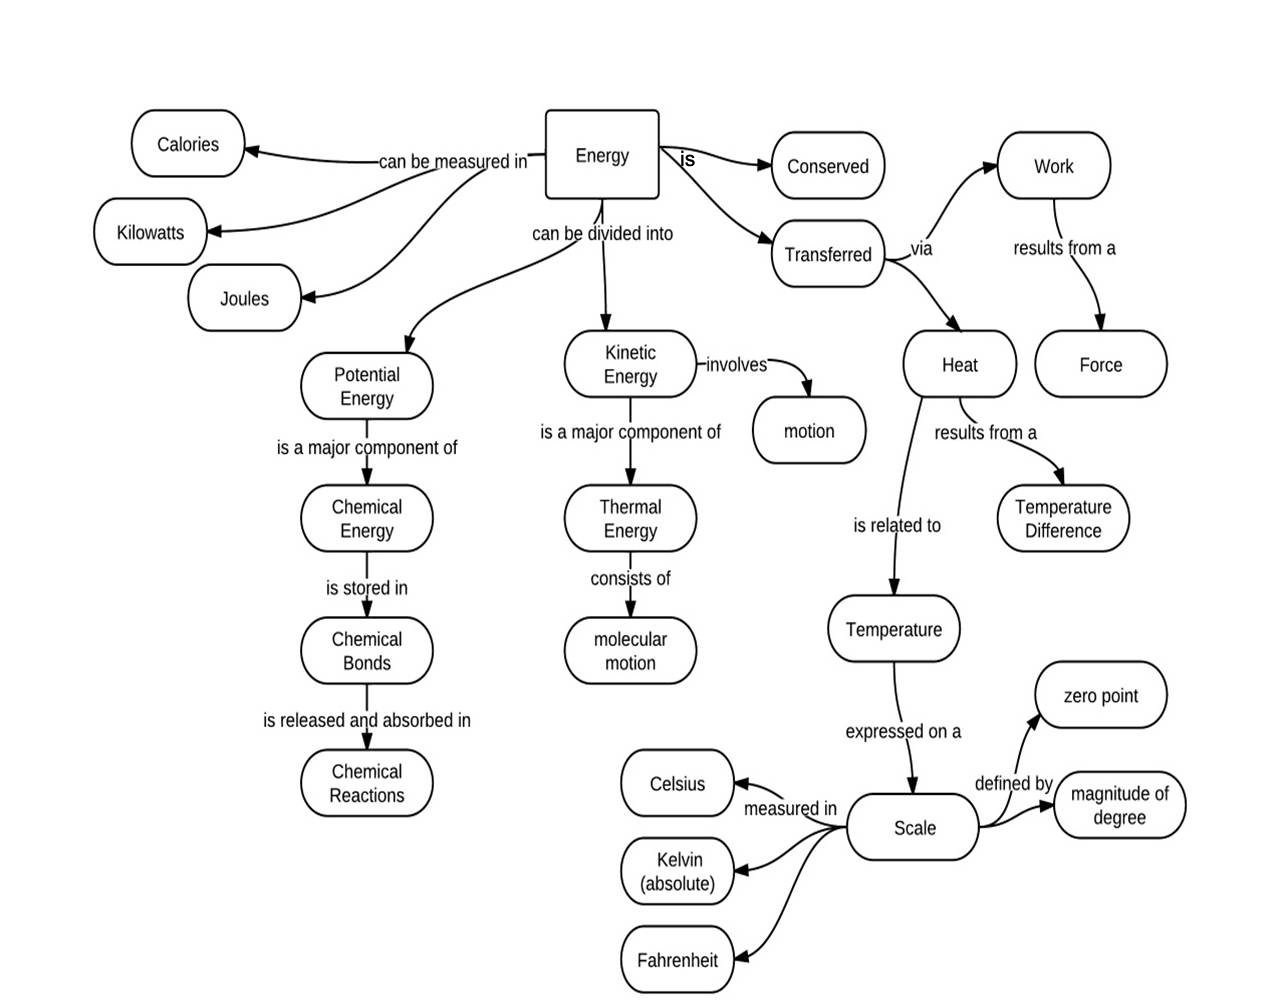 Calories
can be measured in
Energy
is
Conserved
Work
Kilowatts
Joules
can be divided into
Transferred
via
results from a
Potential
Energy
Kinetic
Energy
involves
motion
Heat
Force
is a major component of
is a major component of
results from a
Chemical
Energy
Thermal
Energy
is related to
Temperature
Difference
is stored in
consists of
Chemical
Bonds
molecular
motion
Temperature
is released and absorbed in
expressed on a
zero point
Chemical
Reactions
Celsius
measured in
Scale
defined by
magnitude of
degree
Kelvin
(absolute)
Fahrenheit